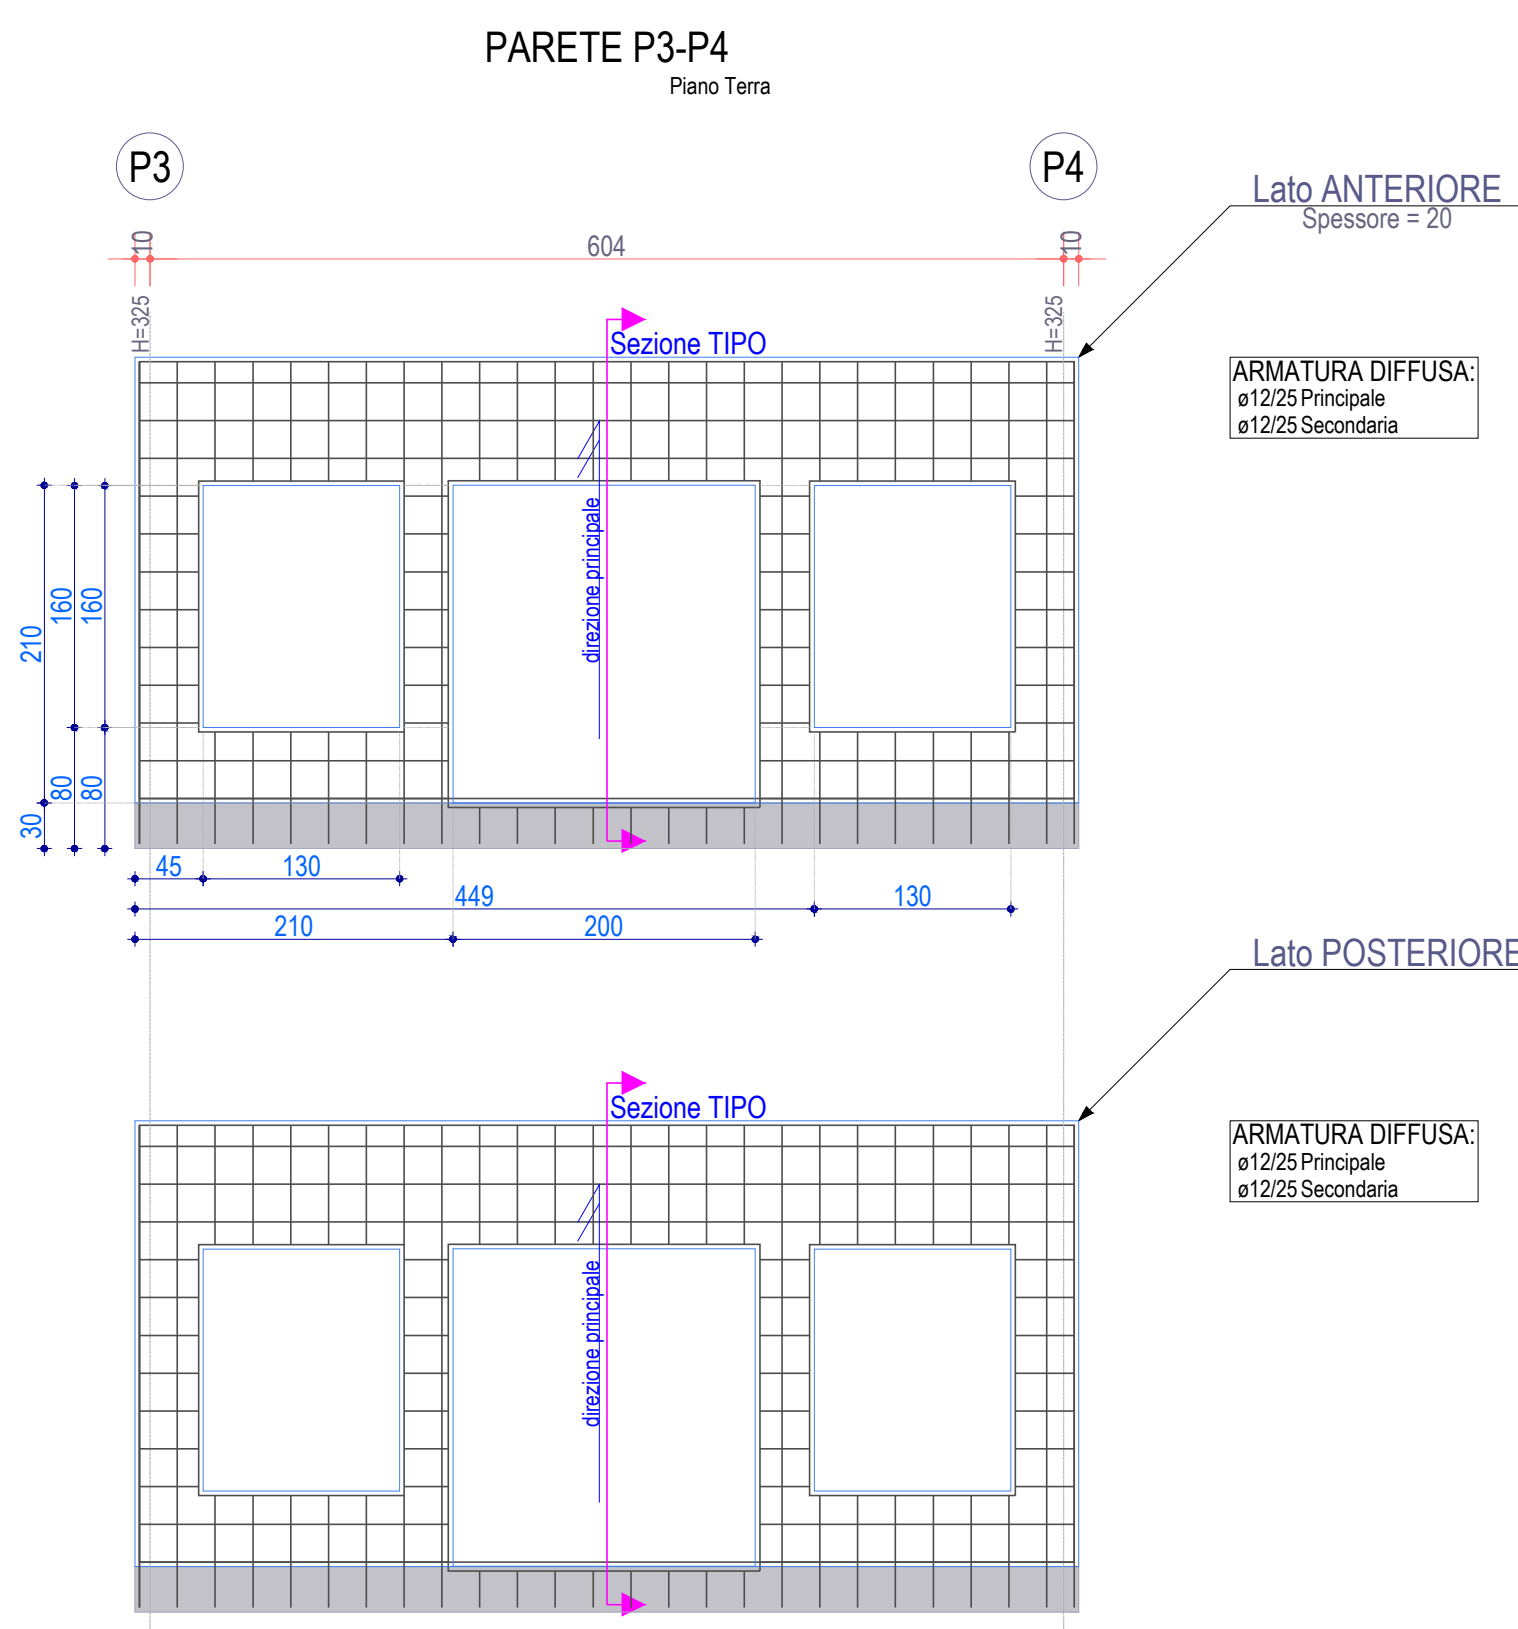 PARETE P3-P4
Piano Terra
P3
P4
Lato ANTERIORE
Spessore = 20
10
604
10
H=325
H=325
Sezione TIPO
ARMATURA DIFFUSA:
ø12/25 Principale
ø12/25 Secondaria
direzione principale
210
160
160
80
80
30
45
130
449
130
210
200
Lato POSTERIORE
Sezione TIPO
ARMATURA DIFFUSA:
ø12/25 Principale
ø12/25 Secondaria
direzione principale